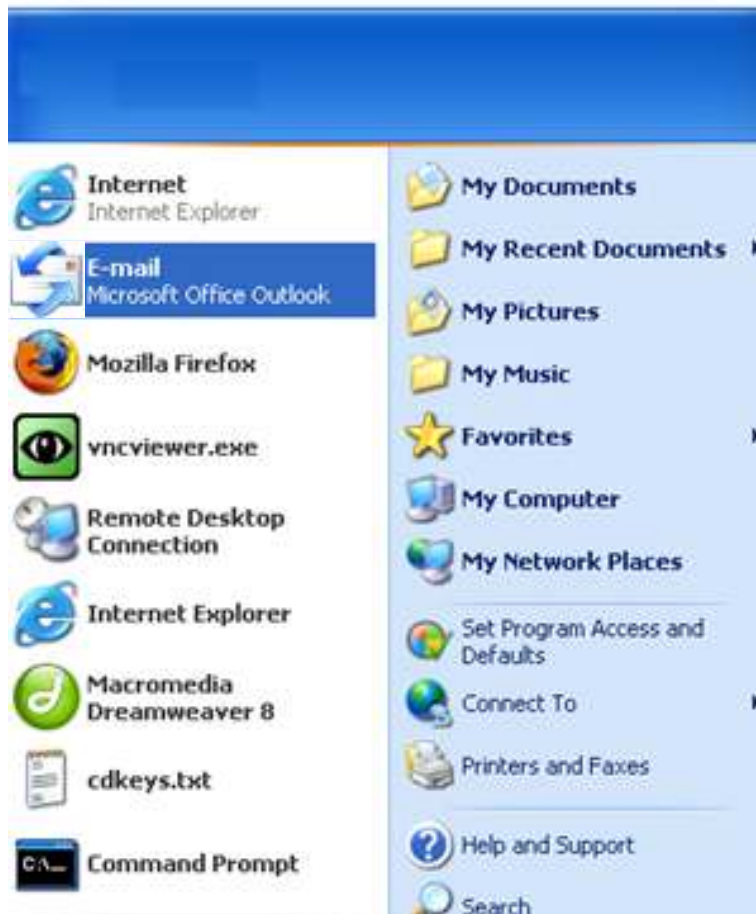 Internet
Internet Explorer
E-mail
Microsoft Office Outlook
Mozilla Firefox
vncviewer.exe
Remote Desktop
Connection
Internet Explorer
Macromedia
Dreamweaver 8
cdkeys.txt
C:\_
Command Prompt
My Documents
My Recent Documents
My Pictures
My Music
Favorites
My Computer
My Network Places
Set Program Access and
Defaults
Connect To
Printers and Faxes
Help and Support
Search